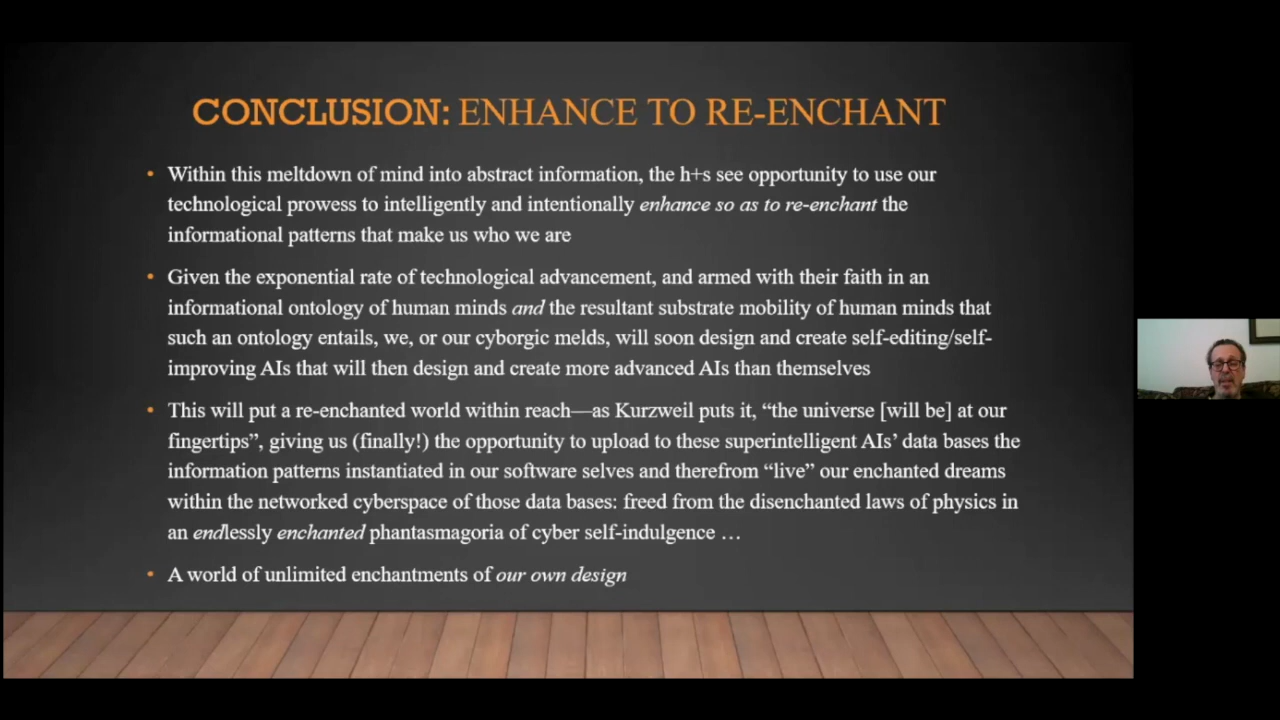 CONCLUSION: ENHANCE TO RE-ENCHANT
• Within this meltdown of mind into abstract information, the h+s see opportunity to use our
technological prowess to intelligently and intentionally enhance so as to re-enchant the
informational patterns that make us who we are
• Given the exponential rate of technological advancement, and armed with their faith in an
informational ontology of human minds and the resultant substrate mobility of human minds that
such an ontology entails, we, or our cyborgic melds, will soon design and create self-editing/self-
improving AIs that will then design and create more advanced AIs than themselves
• This will put a re-enchanted world within reach—as Kurzweil puts it, “the universe [will be] at our
fingertips”, giving us (finally!) the opportunity to upload to these superintelligent AIs’ data bases the
information patterns instantiated in our software selves and therefrom “live” our enchanted dreams
within the networked cyberspace of those data bases: freed from the disenchanted laws of physics in
an endlessly enchanted phantasmagoria of cyber self-indulgence …
• A world of unlimited enchantments of our own design